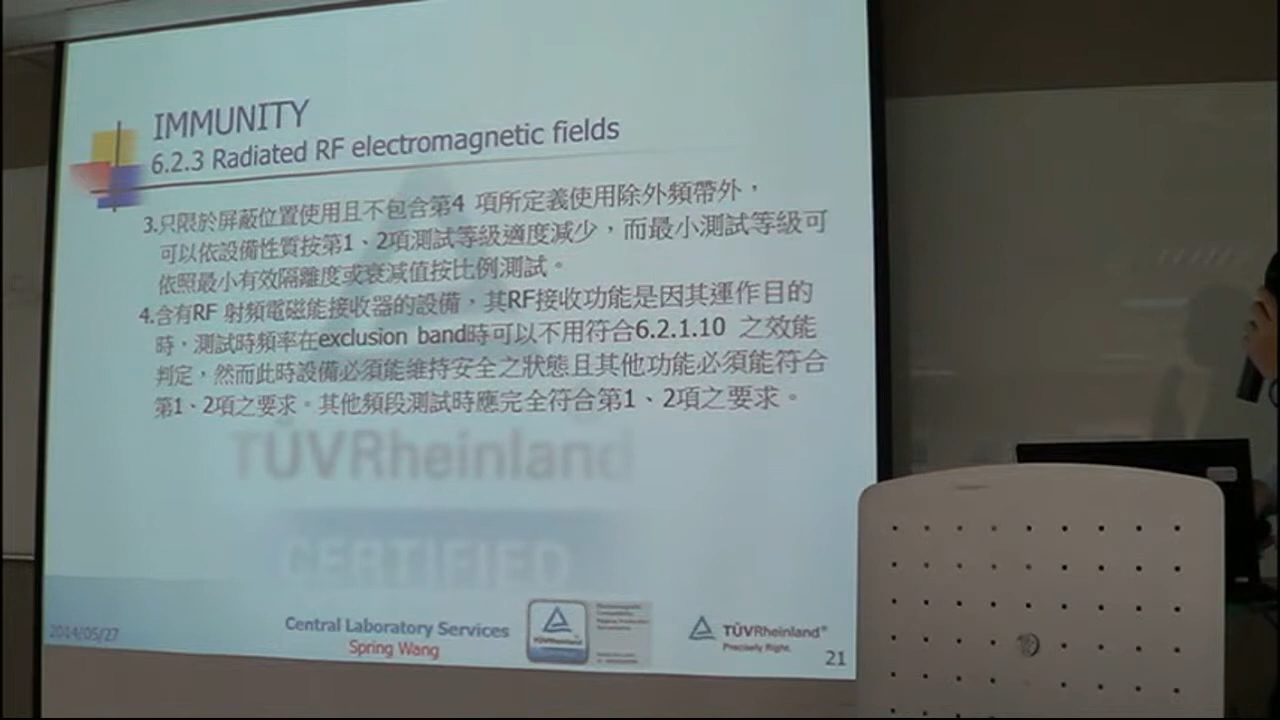 IMMUNITY
6.2.3 Radiated RF electromagnetic fields
3.只限於屏蔽位置使用且不包含第4 項所定義使用除外頻帶外，
可以依設備性質按第1、2項測試等級適度減少，而最小測試等級可
依照最小有效隔離度或衰減值按比例測試。
4.含有RF 射頻電磁能接收器的設備，其RF接收功能是因其運作目的
時，測試時頻率在exclusion band時可以不用符合6.2.1.10 之效能
判定，然而此時設備必須能維持安全之狀態且其他功能必須能符合
第1、2項之要求。其他頻段測試時應完全符合第1、2項之要求。
TÜVRheinland
CERTIFIED
2014/05/27
Central Laboratory Services
Spring Wang
TÜVRheinland
TÜVRheinland®
Precisely Right.
21